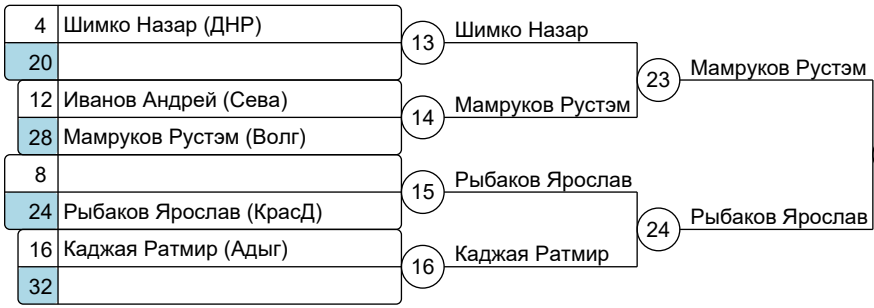 4 Шимко Назар (ДНР)
20
13 Шимко Назар
12 Иванов Андрей (Сева)
28 Мамруков Рустэм (Волг)
14 Мамруков Рустэм
23 Мамруков Рустэм
8
24 Рыбаков Ярослав (КрасД)
15 Рыбаков Ярослав
16 Каджая Ратмир (Адыг)
32
16 Каджая Ратмир
24 Рыбаков Ярослав